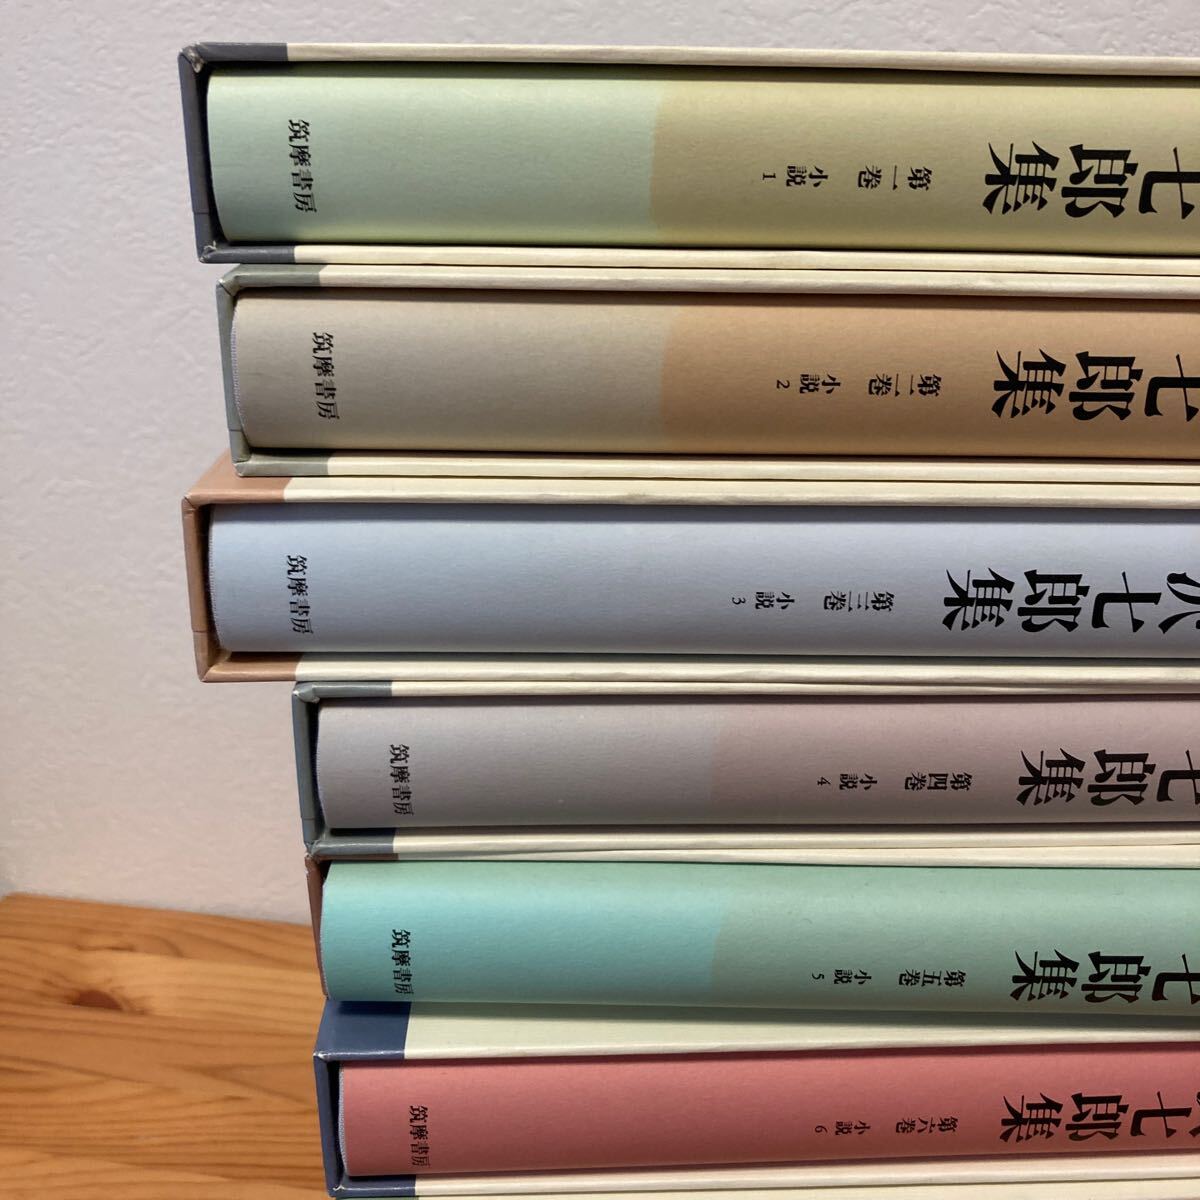 七郎集
第一巻 小説 1
筑摩書房
七郎集
第二巻 小説 2
筑摩書房
七郎集
第三巻 小説 3
筑摩書房
七郎集
第四巻 小説 4
筑摩書房
七郎集
第五巻 小説 5
筑摩書房
七郎集
第六巻 小説 6
筑摩書房